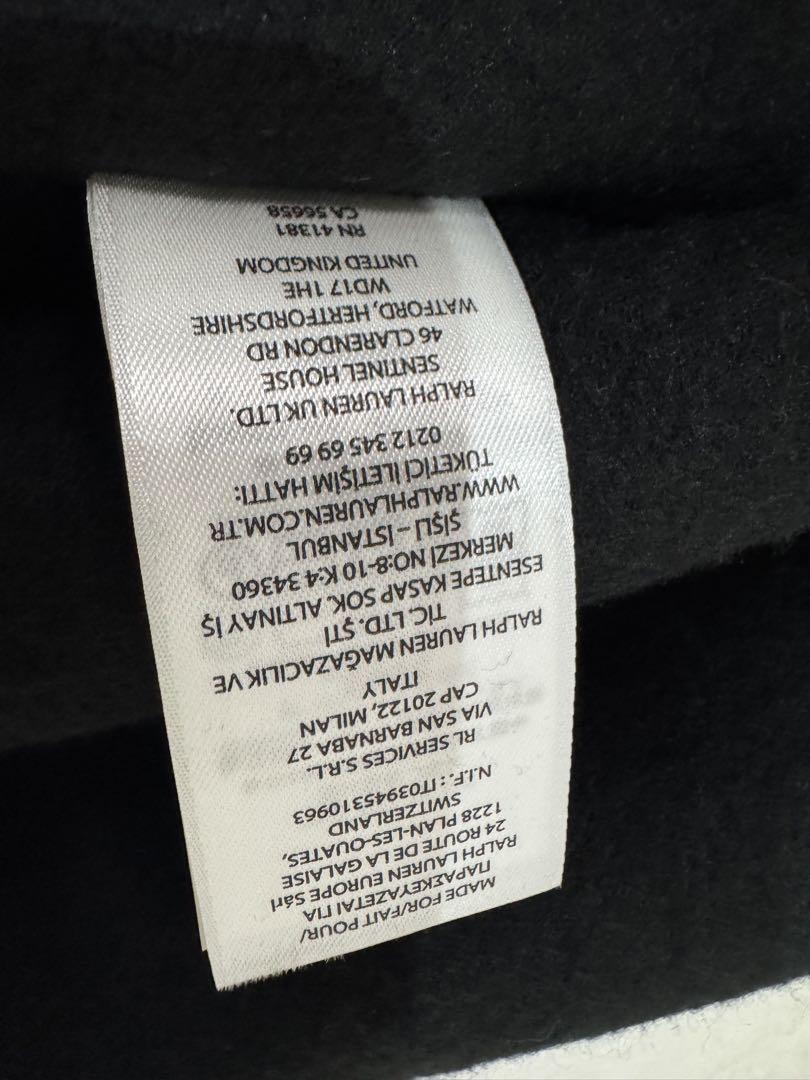 MADE FOR/FAIT POUR/
ΠΑΡΑΣΚΕΥΑΖΕΤΑΙ ΓΙΑ
RALPH LAUREN EUROPE Sárl
24 ROUTE DE LA GALAISE
1228 PLAN-LES-OUATES,
SWITZERLAND
N.I.F. : IT03945310963
RL SERVICES S.R.L.
VIA SAN BARNABA 27
CAP 20122, MILAN
ITALY
RALPH LAUREN MAĞAZACILIK VE
TİC LTD. ŞTİ
ESENTEPE KASAP SOK. ALTINAY İŞ
MERKEZİ NO:8-10 K:4 34360
ŞİŞLİ – İSTANBUL
WWW.RALPHLAUREN.COM.TR
TÜKETİCİ İLETİŞİM HATTI:
0212 345 69 69
RALPH LAUREN UK LTD.
SENTINEL HOUSE
46 CLARENDON RD
WATFORD, HERTFORDSHIRE
WD17 1HE
UNITED KINGDOM
RN 41381
CA 56658